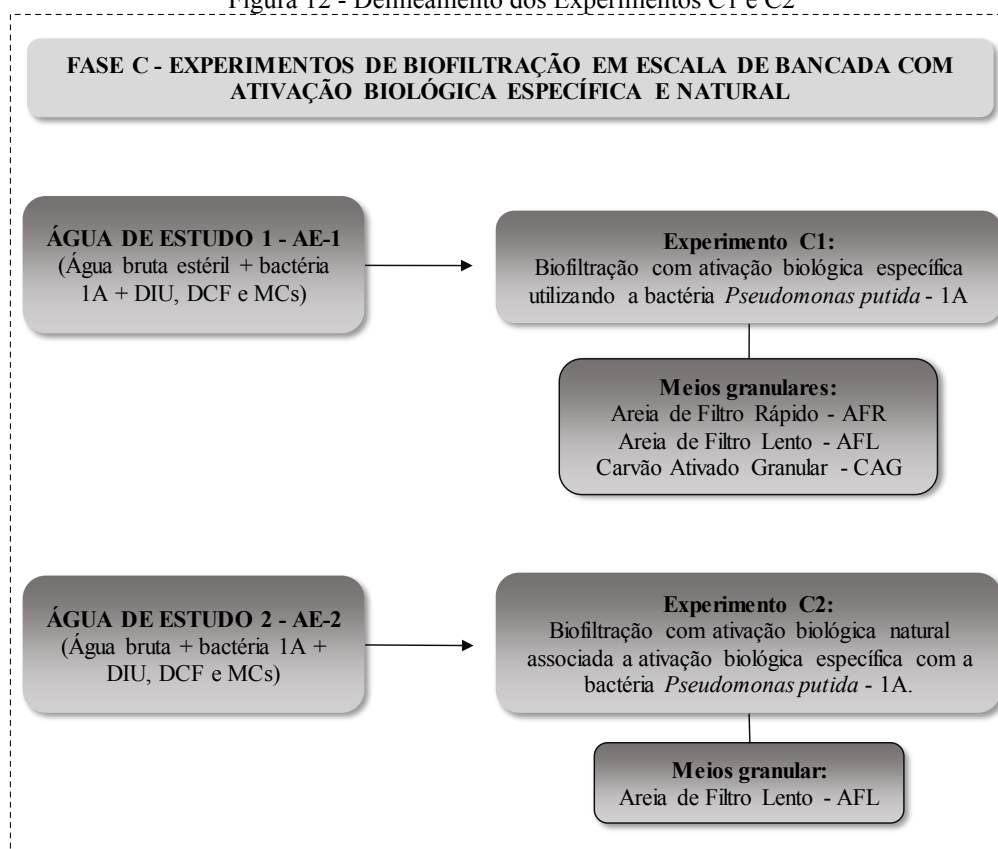 Figura 12 - Delineamento dos Experimentos C1 e C2
FASE C - EXPERIMENTOS DE BIOFILTRAÇÃO EM ESCALA DE BANCADA COM
ATIVAÇÃO BIOLÓGICA ESPECÍFICA E NATURAL
ÁGUA DE ESTUDO 1 - AE-1
(Água bruta estéril + bactéria
1A + DIU, DCF e MCs)
Experimento C1:
Biofiltração com ativação biológica específica
utilizando a bactéria Pseudomonas putida - 1A
Meios granulares:
Areia de Filtro Rápido - AFR
Areia de Filtro Lento - AFL
Carvão Ativado Granular - CAG
ÁGUA DE ESTUDO 2 - AE-2
(Água bruta + bactéria 1A +
DIU, DCF e MCs)
Experimento C2:
Biofiltração com ativação biológica natural
associada a ativação biológica específica com a
bactéria Pseudomonas putida - 1A.
Meios granular:
Areia de Filtro Lento - AFL